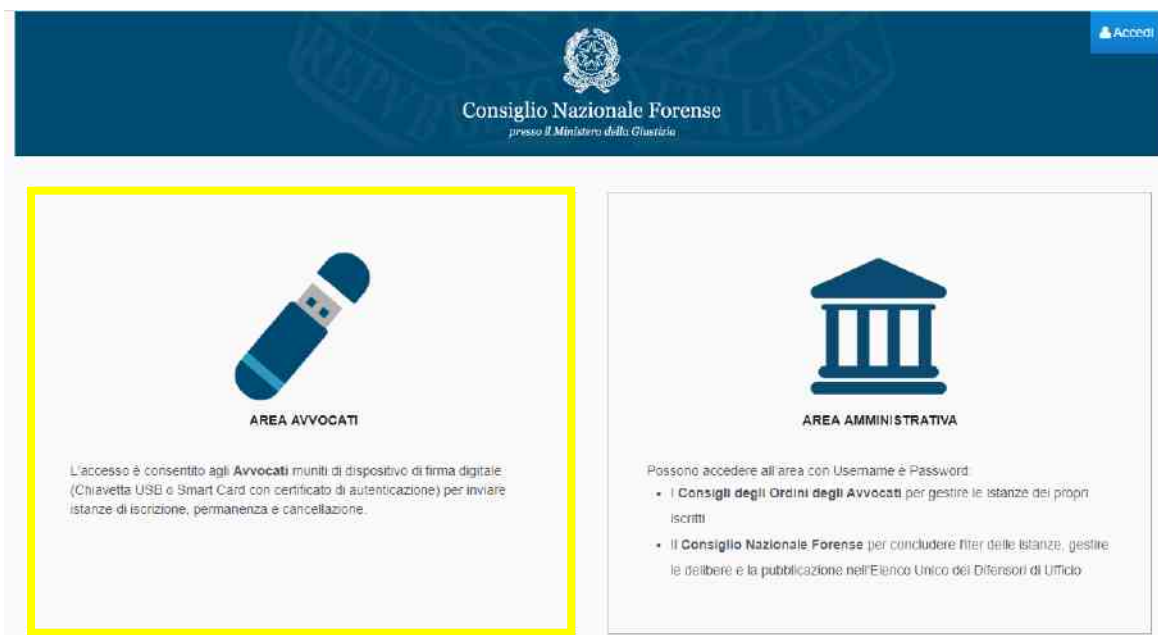 Accedi
REPVBBLICA ITALIANA
Consiglio Nazionale Forense
presso il Ministero della Giustizia
AREA AVVOCATI
L'accesso è consentito agli Avvocati muniti di dispositivo di firma digitale
(Chiavetta USB o Smart Card con certificato di autenticazione) per inviare
istanze di iscrizione, permanenza e cancellazione.
AREA AMMINISTRATIVA
Possono accedere all'area con Username e Password:
• I Consigli degli Ordini degli Avvocati per gestire le istanze dei propri
iscritti
• Il Consiglio Nazionale Forense per concludere l'iter delle istanze, gestire
le delibere e la pubblicazione nell'Elenco Unico dei Difensori di Ufficio